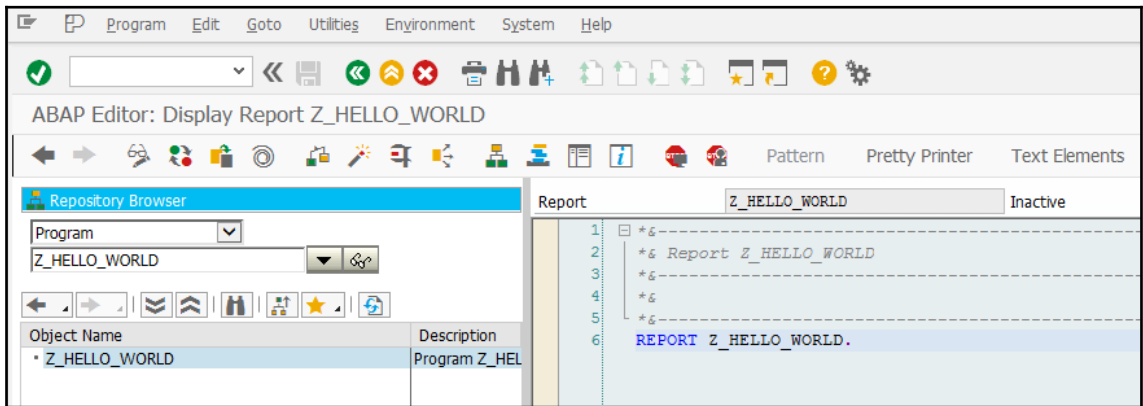 Program Edit Goto Utilities Environment System Help
ABAP Editor: Display Report Z_HELLO_WORLD
Pattern Pretty Printer Text Elements
Repository Browser
Program
Z_HELLO_WORLD
Object Name Description
Z_HELLO_WORLD Program Z_HEL
Report Z_HELLO_WORLD Inactive
1 *&---------------------------------------------------------
2 *& Report Z_HELLO_WORLD
3 *&---------------------------------------------------------
4 *&
5 *&---------------------------------------------------------
6 REPORT Z_HELLO_WORLD.